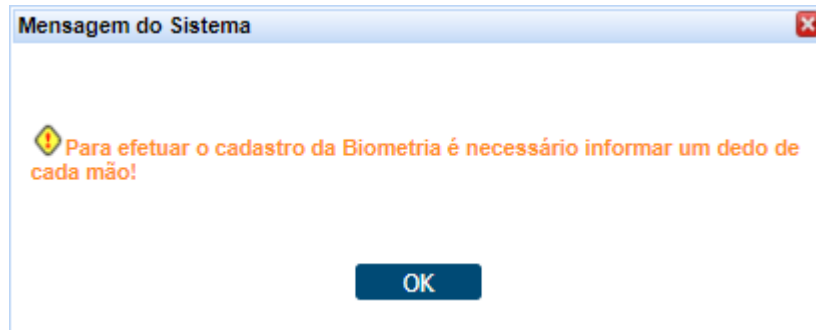 Mensagem do Sistema
Para efetuar o cadastro da Biometria é necessário informar um dedo de
cada mão!
OK